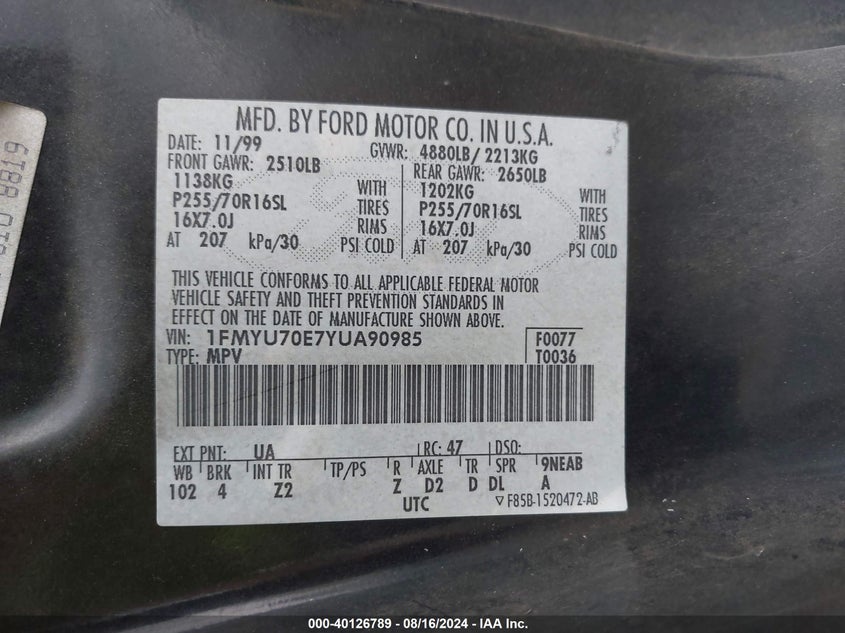 MFD. BY FORD MOTOR CO. IN U.S.A.
DATE: 11/99 GVWR: 4880LB/ 2213KG
FRONT GAWR: 2510LB REAR GAWR: 2650LB
1138KG WITH 1202KG WITH
P255/70R16SL TIRES P255/70R16SL TIRES
16X7.0J RIMS 16X7.0J RIMS
AT 207 kPa/30 PSI COLD AT 207 kPa/30 PSI COLD
THIS VEHICLE CONFORMS TO ALL APPLICABLE FEDERAL MOTOR
VEHICLE SAFETY AND THEFT PREVENTION STANDARDS IN
EFFECT ON THE DATE OF MANUFACTURE SHOWN ABOVE.
VIN: 1FMYU70E7YUA90985 F0077
TYPE: MPV T0036
EXT PNT: UA RC: 47 DSO:
WB BRK INT TR TP/PS R AXLE TR SPR 9NEAB
102 4 Z2 Z D2 D DL A
UTC ▽ F85B-1520472-AB
000-40126789 - 08/16/2024 - IAA Inc.